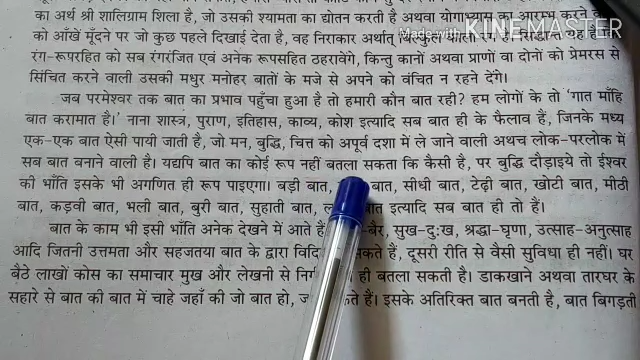 का अर्थ श्री शालिग्राम शिला है, जो उसकी श्यामता का द्योतन करती है अथवा योगाभ्यास का आरम्भ करने वाले
Made with KINEMASTER
को आँखें मूँदने पर जो कुछ पहले दिखाई देता है, वह निराकार अर्थात् बिल्कुल काला रंग है। सिद्धान्त यह है कि
रंग-रूपरहित को सब रंगरंजित एवं अनेक रूपसहित ठहरावेंगे, किन्तु कानों अथवा प्राणों वा दोनों को प्रेमरस से
सिंचित करने वाली उसकी मधुर मनोहर बातों के मजे से अपने को वंचित न रहने देंगे।
जब परमेश्वर तक बात का प्रभाव पहुँचा हुआ है तो हमारी कौन बात रही? हम लोगों के तो 'गात माँहि
बात करामात है।' नाना शास्त्र, पुराण, इतिहास, काव्य, कोश इत्यादि सब बात ही के फैलाव हैं, जिनके मध्य
एक-एक बात ऐसी पायी जाती है, जो मन, बुद्धि, चित्त को अपूर्व दशा में ले जाने वाली अथच लोक-परलोक में
सब बात बनाने वाली है। यद्यपि बात का कोई रूप नहीं बतला सकता कि कैसी है, पर बुद्धि दौड़ाइये तो ईश्वर
की भाँति इसके भी अगणित ही रूप पाइएगा। बड़ी बात, बात, सीधी बात, टेढ़ी बात, खोटी बात, मीठी
बात, कड़वी बात, भली बात, बुरी बात, सुहाती बात, बात इत्यादि सब बात ही तो हैं।
बात के काम भी इसी भाँति अनेक देखने में आते हैं। बैर, सुख-दुःख, श्रद्धा-घृणा, उत्साह-अनुत्साह
आदि जितनी उत्तमता और सहजतया बात के द्वारा विदित सकते हैं, दूसरी रीति से वैसी सुविधा ही नहीं। घर
बैठे लाखों कोस का समाचार मुख और लेखनी से ही बतला सकती है। डाकखाने अथवा तारघर के
सहारे से बात की बात में चाहे जहाँ की जो बात हो, हैं। इसके अतिरिक्त बात बनती है, बात बिगड़ती